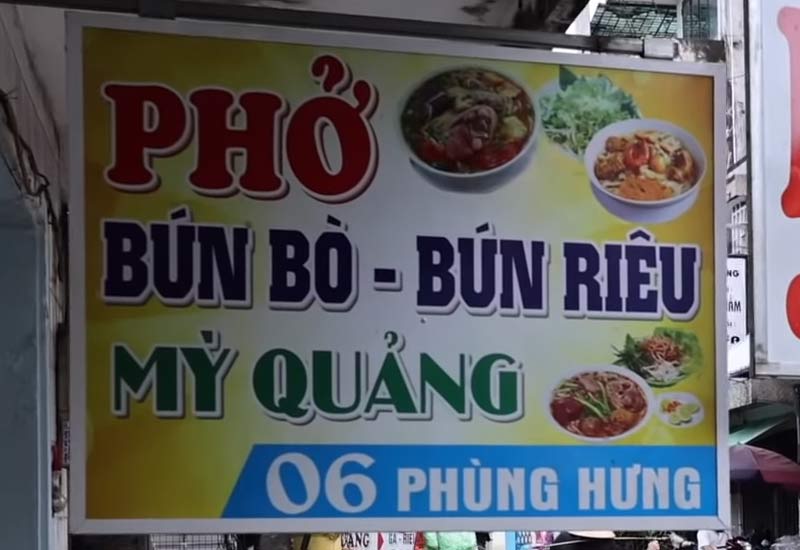 PHỞ
BÚN BÒ - BÚN RIÊU
MỲ QUẢNG
06 PHÙNG HƯNG